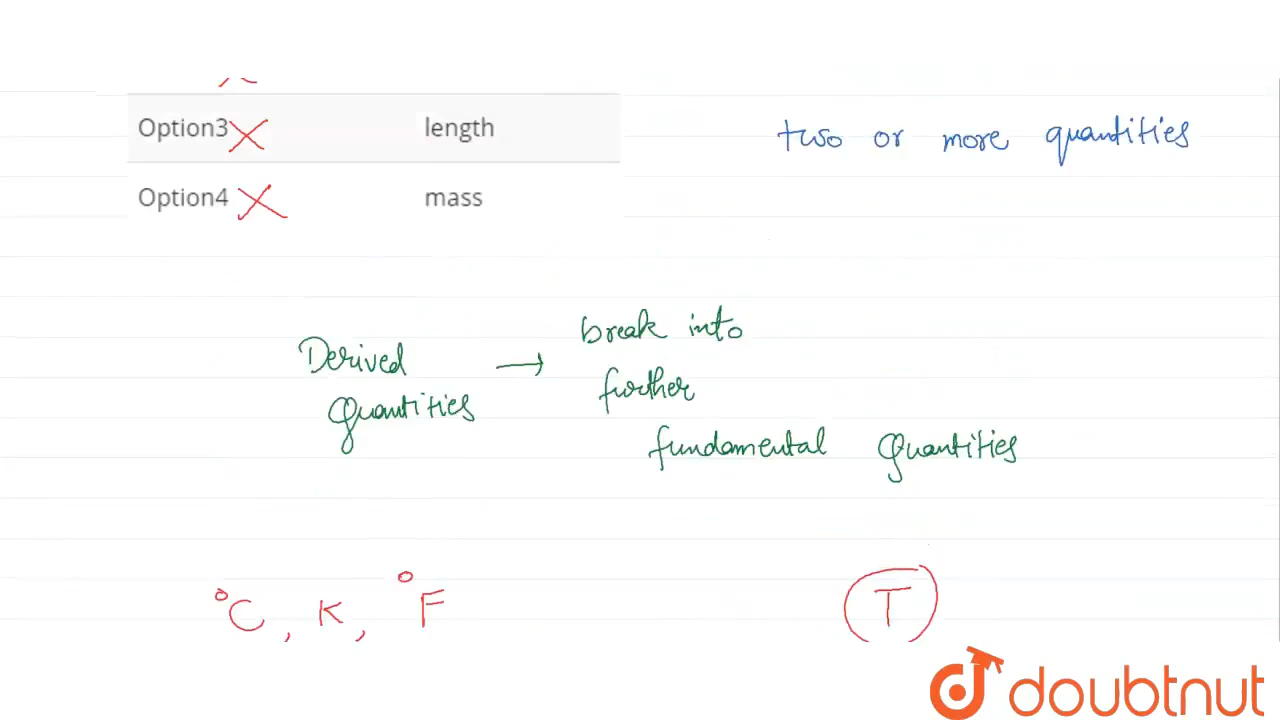 Option3 length
two or more quantities
Option4 mass
Derived quantities → break into further fundamental Quantities
°C, K, °F
T
doubtnut